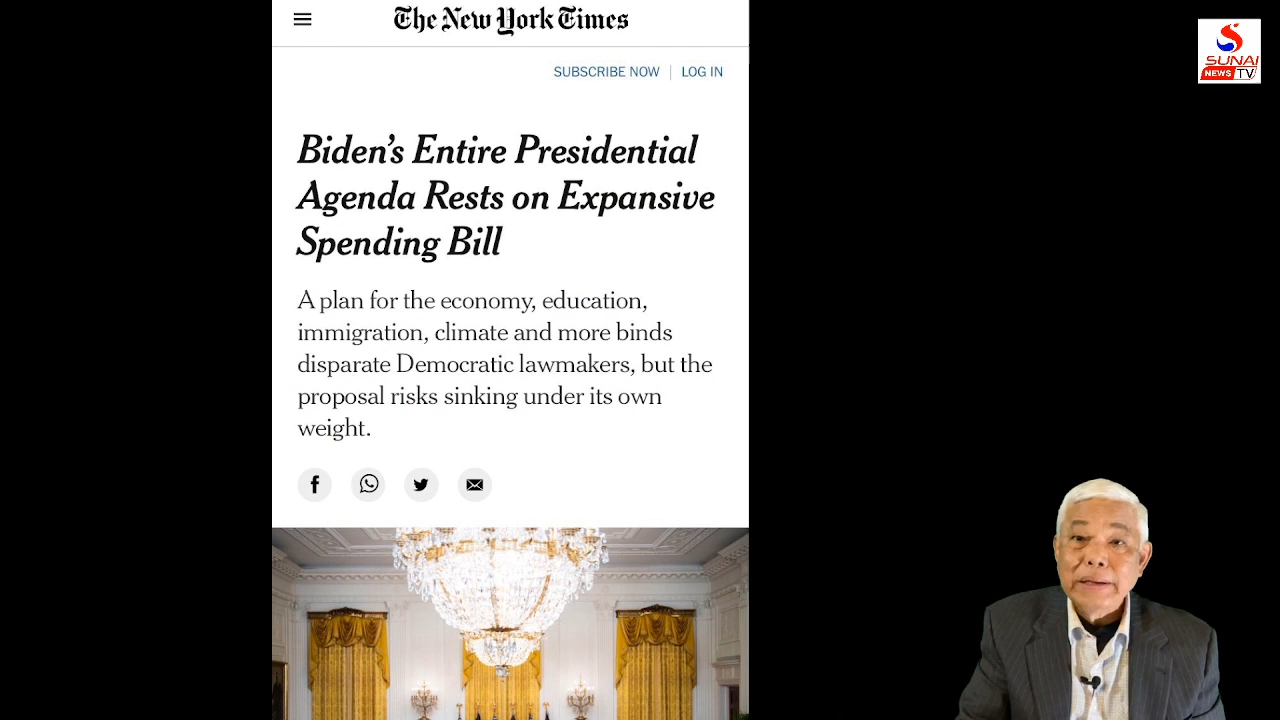 The New York Times
SUBSCRIBE NOW
LOG IN
Biden's Entire Presidential
Agenda Rests on Expansive
Spending Bill
A plan for the economy, education,
immigration, climate and more binds
disparate Democratic lawmakers, but the
proposal risks sinking under its own
weight.
SUNAI
NEWS TV